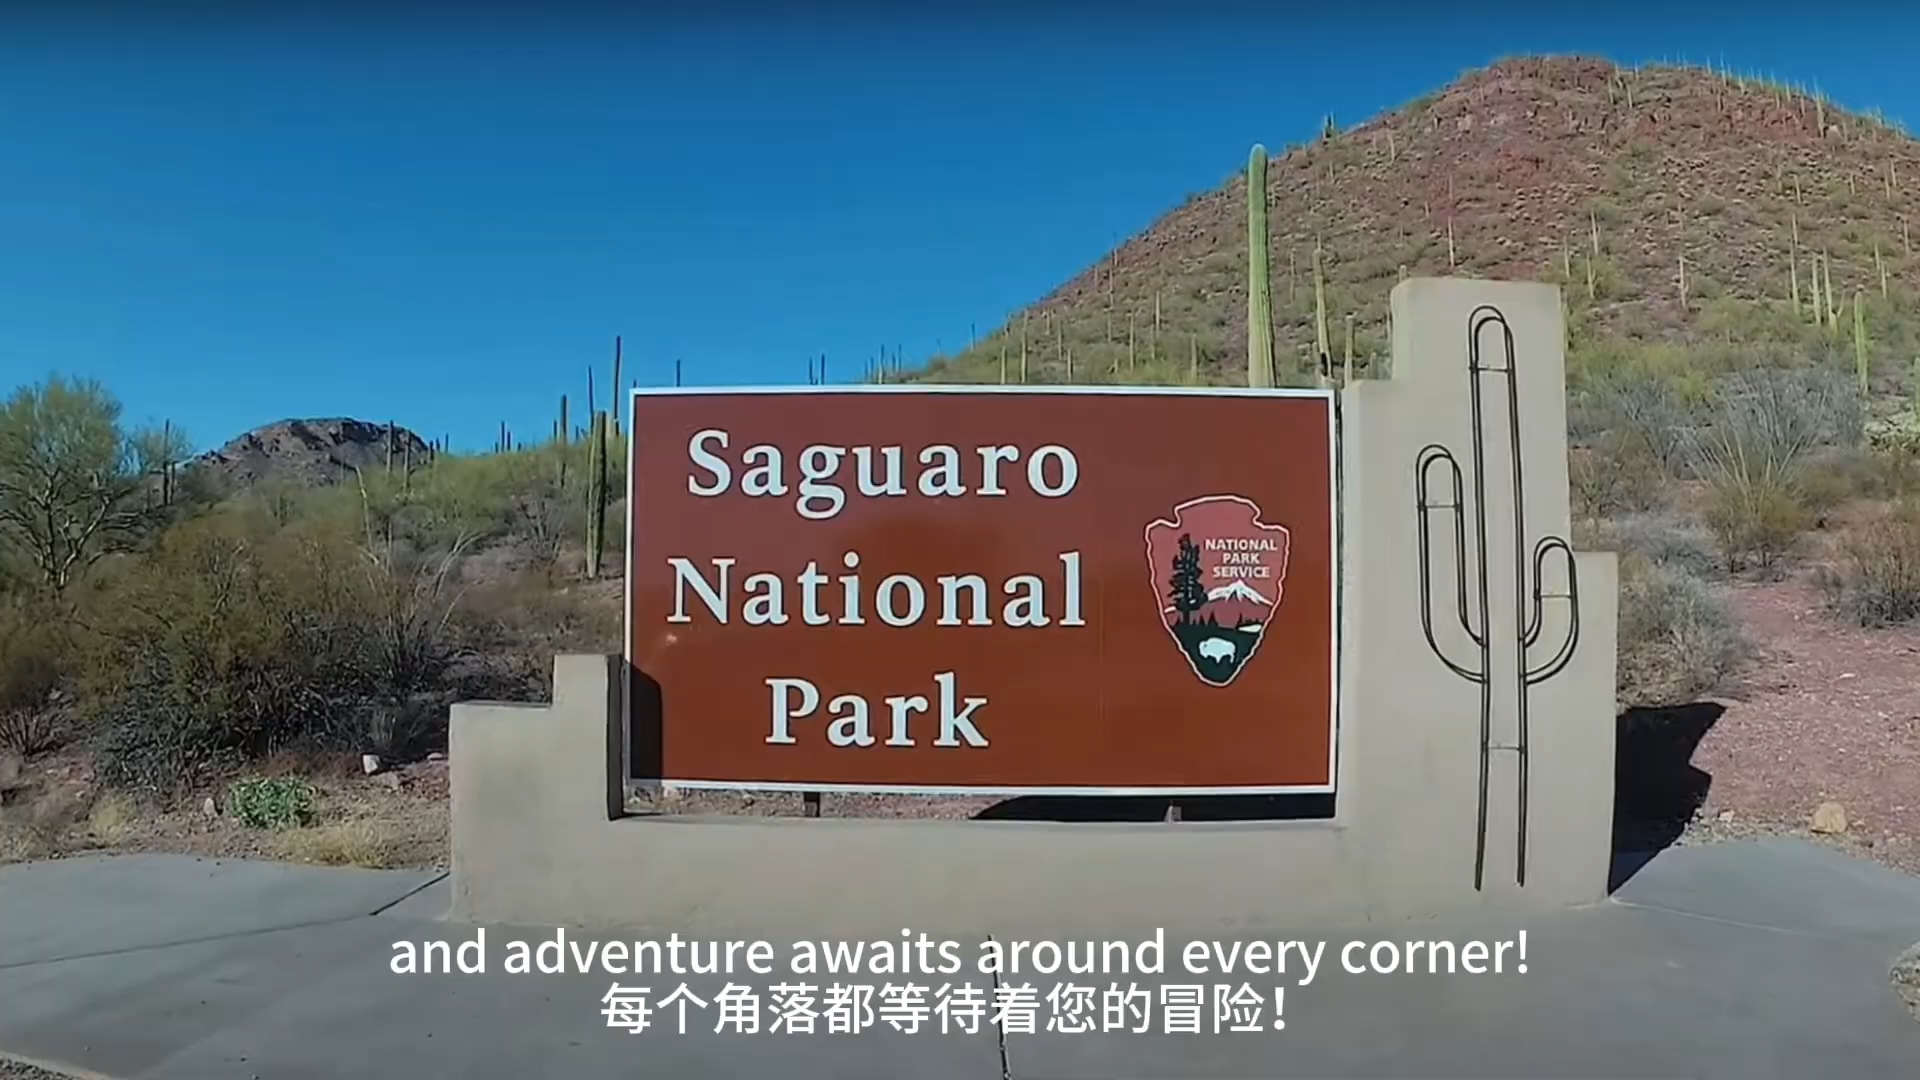 Saguaro
National
Park
NATIONAL
PARK
SERVICE
and adventure awaits around every corner!
每个角落都等待着您的冒险！